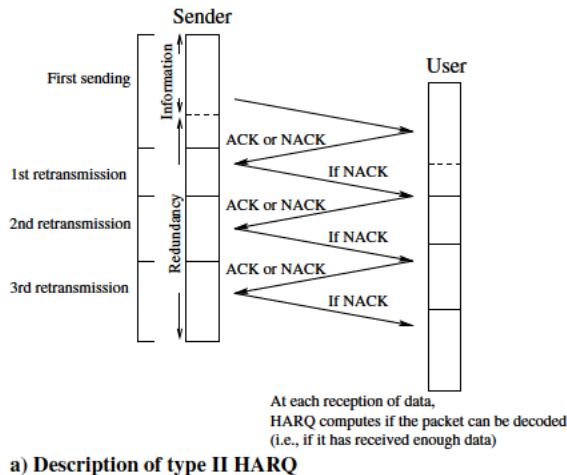 Sender
User
First sending
Information
ACK or NACK
1st retransmission
If NACK
ACK or NACK
2nd retransmission
Redundancy
If NACK
ACK or NACK
3rd retransmission
If NACK
At each reception of data,
HARQ computes if the packet can be decoded
(i.e., if it has received enough data)
a) Description of type II HARQ